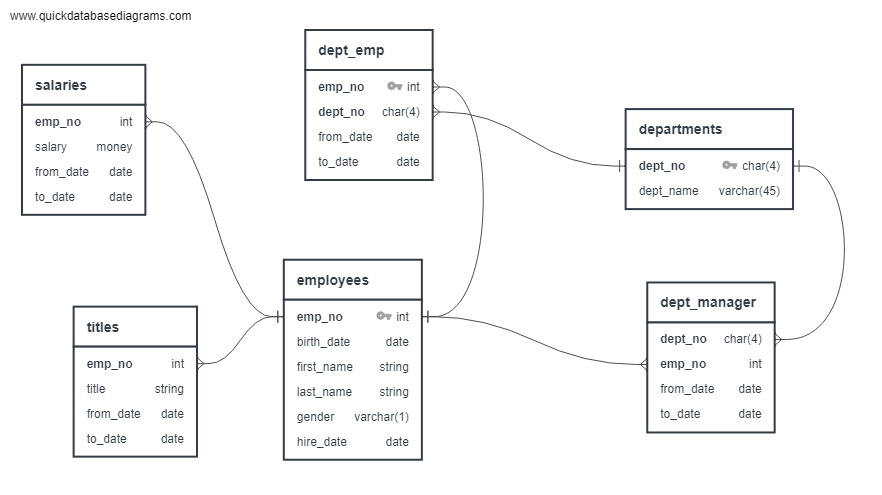 www.quickdatabasediagrams.com
salaries
emp_no int
salary money
from_date date
to_date date
dept_emp
emp_no int
dept_no char(4)
from_date date
to_date date
departments
dept_no char(4)
dept_name varchar(45)
employees
emp_no int
birth_date date
first_name string
last_name string
gender varchar(1)
hire_date date
titles
emp_no int
title string
from_date date
to_date date
dept_manager
dept_no char(4)
emp_no int
from_date date
to_date date